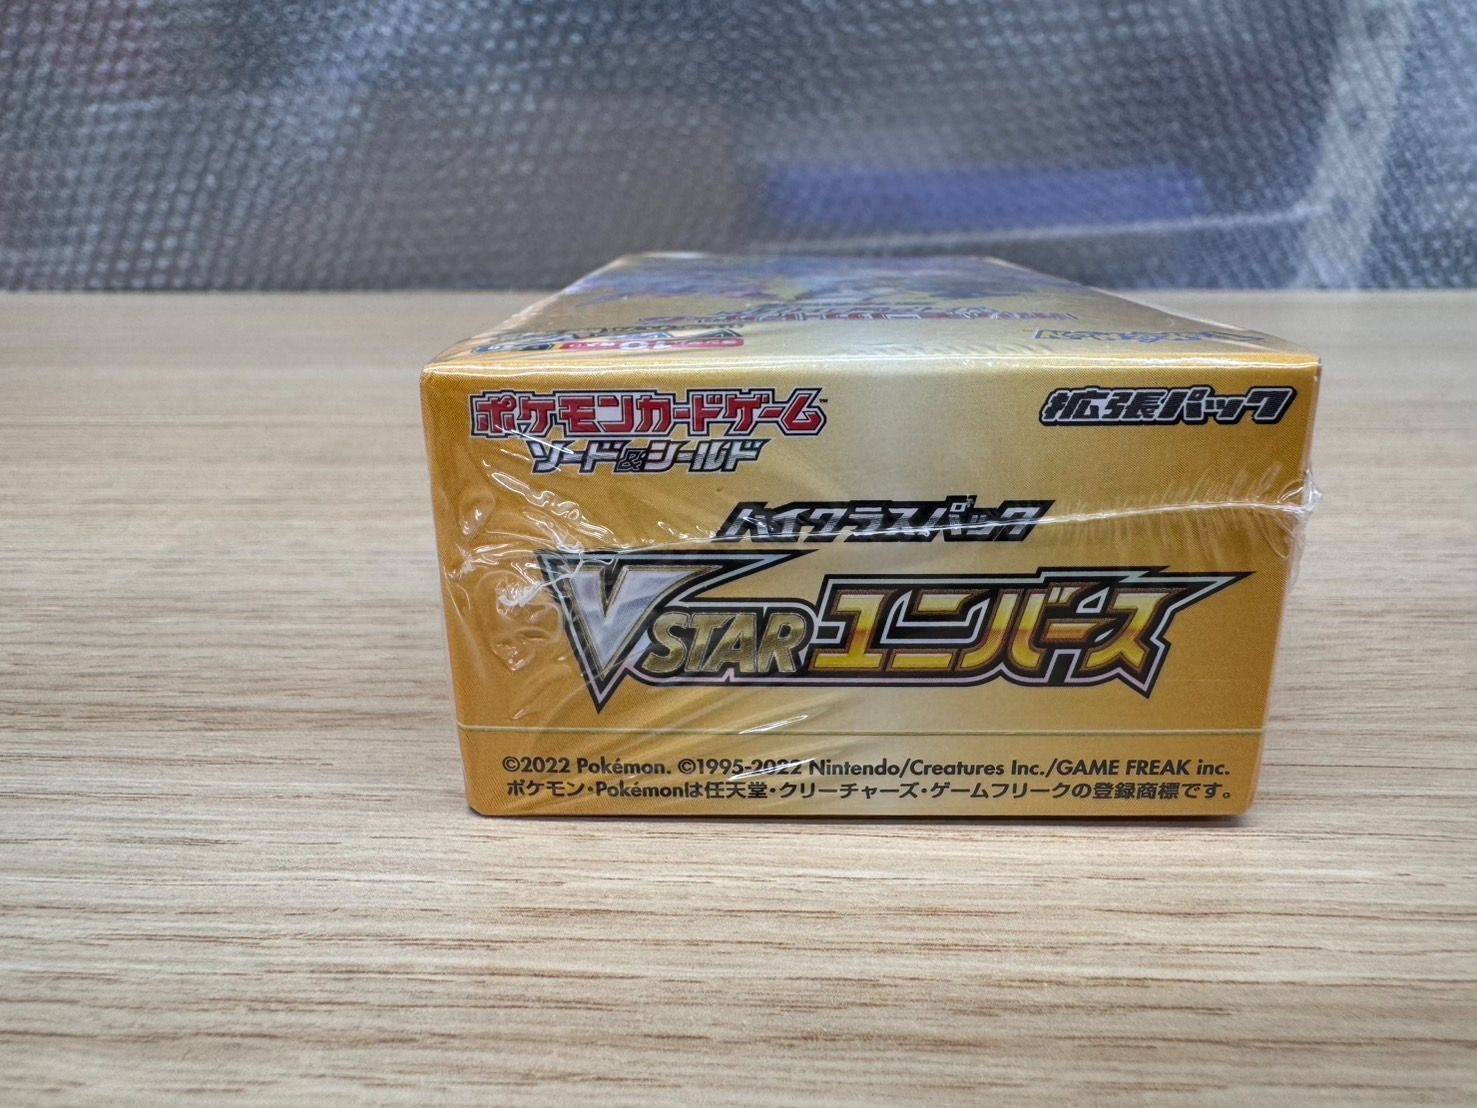 ポケモンカードゲーム™
ソード&シールド
拡張パック
ハイクラスパック
VSTARユニバース
©2022 Pokémon. ©1995-2022 Nintendo/Creatures Inc./GAME FREAK inc.
ポケモン・Pokémonは任天堂・クリーチャーズ・ゲームフリークの登録商標です。